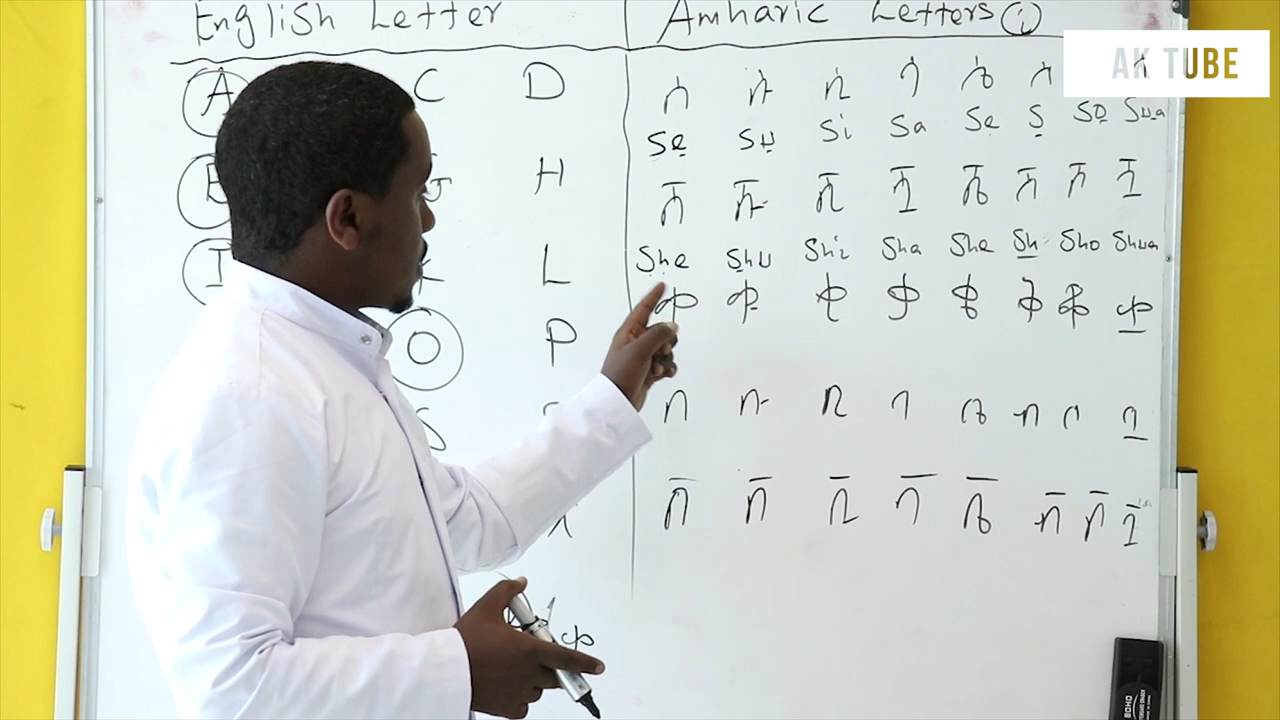 English Letter
Amharic Letters (i)
AK TUBE
A C D
ሰ ሱ ሲ ሳ ሴ ስ ሶ
Se Su Si Sa Se S So Sua
E G H
ሸ ሹ ሺ ሻ ሼ ሽ ሾ ሿ
She Shu Shi Sha She Sh Sho Shua
I L
ቀ ቁ ቂ ቃ ቄ ቅ ቆ ቋ
O P
በ ቡ ቢ ባ ቤ ብ ቦ ቧ
S
ቨ ቩ ቪ ቫ ቬ ቭ ቮ ቯ
ቀ